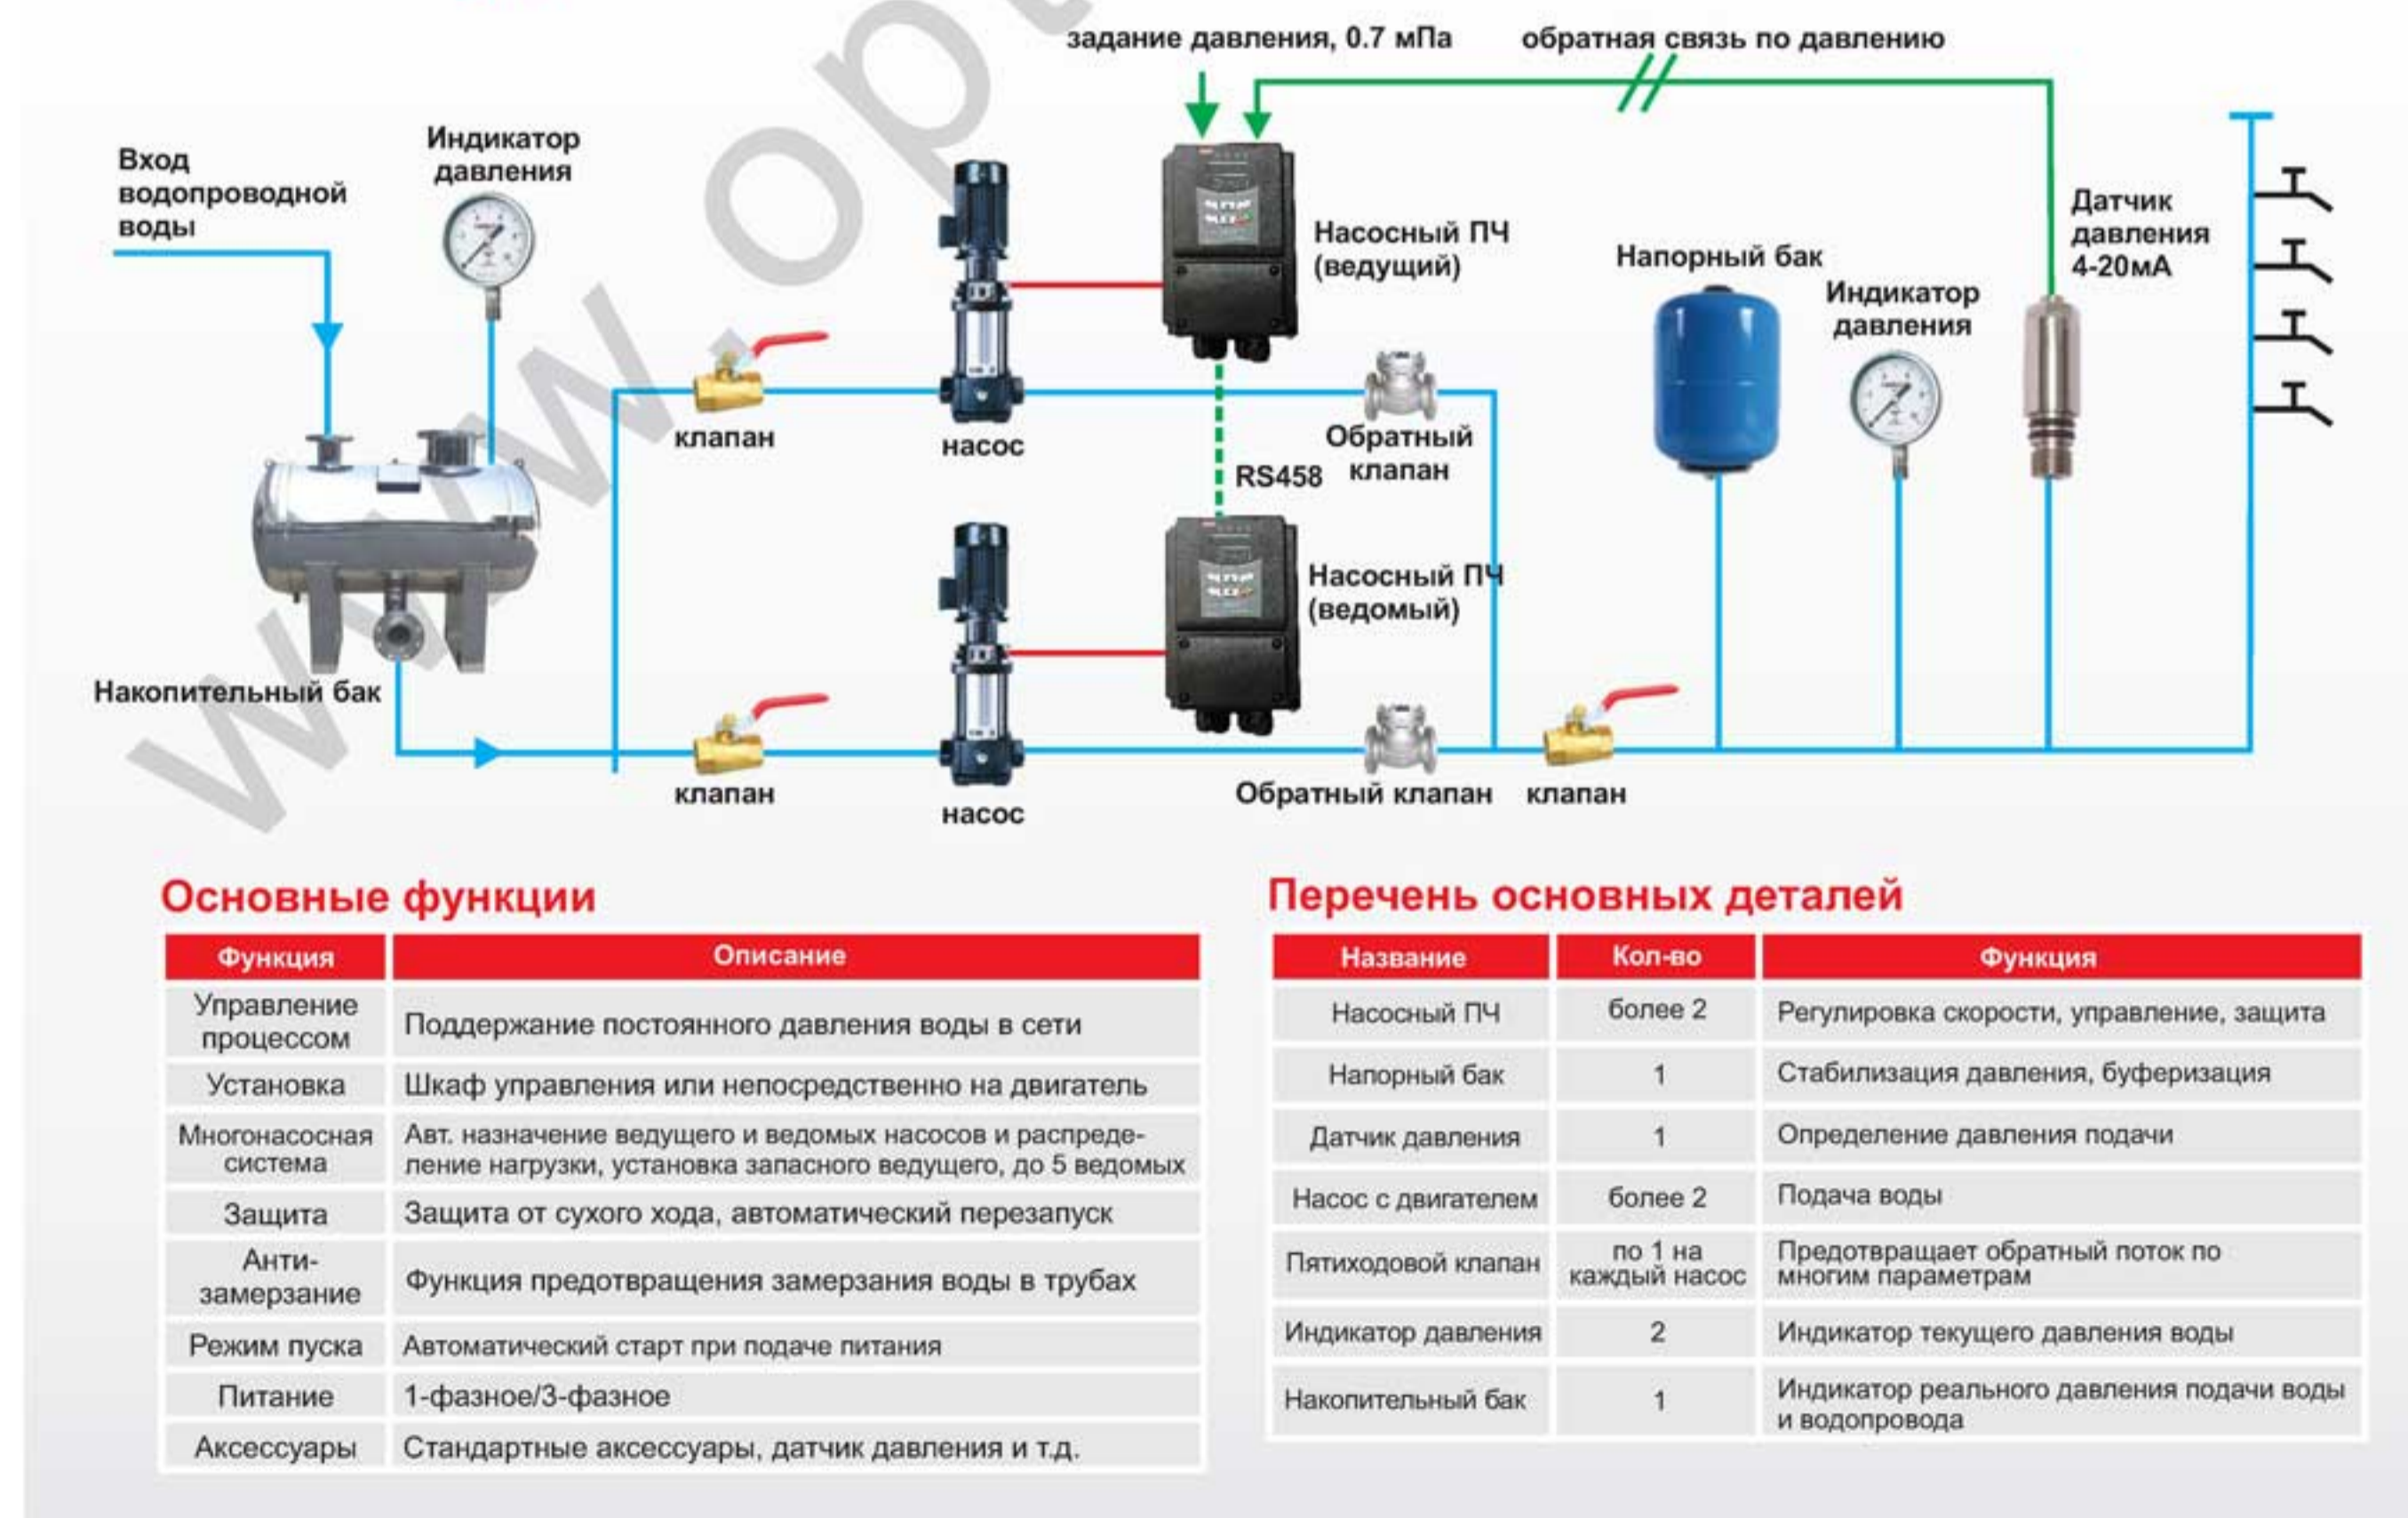 задание давления, 0.7 мПа
обратная связь по давлению
Вход
водопроводной
воды
Индикатор
давления
Насосный ПЧ
(ведущий)
Напорный бак
Индикатор
давления
Датчик
давления
4-20мА
клапан
насос
Обратный
клапан
RS458
Насосный ПЧ
(ведомый)
Накопительный бак
клапан
насос
Обратный клапан
клапан
www.opt
Основные функции
Функция Описание
Управление
процессом
Поддержание постоянного давления воды в сети
Установка Шкаф управления или непосредственно на двигатель
Многонасосная
система
Авт. назначение ведущего и ведомых насосов и распреде-
ление нагрузки, установка запасного ведущего, до 5 ведомых
Защита Защита от сухого хода, автоматический перезапуск
Анти-
замерзание
Функция предотвращения замерзания воды в трубах
Режим пуска Автоматический старт при подаче питания
Питание 1-фазное/3-фазное
Аксессуары Стандартные аксессуары, датчик давления и т.д.
Перечень основных деталей
Название Кол-во Функция
Насосный ПЧ более 2 Регулировка скорости, управление, защита
Напорный бак 1 Стабилизация давления, буферизация
Датчик давления 1 Определение давления подачи
Насос с двигателем более 2 Подача воды
Пятиходовой клапан
по 1 на
каждый насос
Предотвращает обратный поток по
многим параметрам
Индикатор давления 2 Индикатор текущего давления воды
Накопительный бак 1
Индикатор реального давления подачи воды
и водопровода